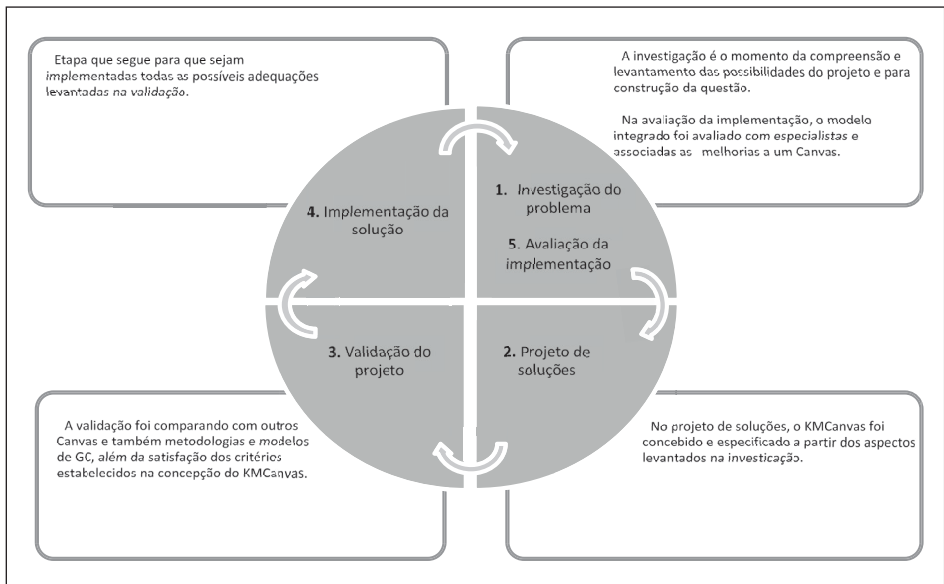 Etapa que segue para que sejam
implementadas todas as possíveis adequações
levantadas na validação.
A investigação é o momento da compreensão e
levantamento das possibilidades do projeto e para
construção da questão.
Na avaliação da implementação, o modelo
integrado foi avaliado com especialistas e
associadas as melhorias a um Canvas.
4. Implementação da
solução
1. Investigação do
problema
5. Avaliação da
implementação
3. Validação do
projeto
2. Projeto de
soluções
A validação foi comparando com outros
Canvas e também metodologias e modelos
de GC, além da satisfação dos critérios
estabelecidos na concepção do KMCanvas.
No projeto de soluções, o KMCanvas foi
concebido e especificado a partir dos aspectos
levantados na investigação.